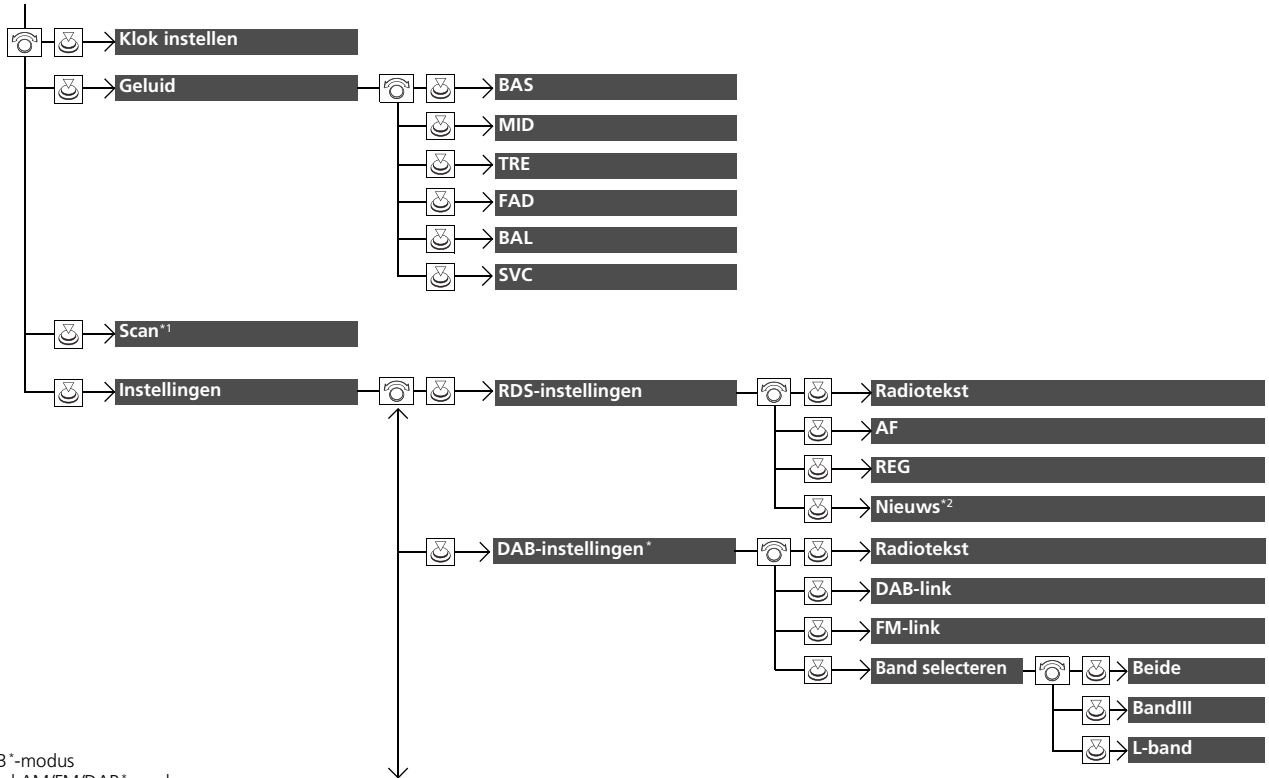 Klok instellen
Geluid
BAS
MID
TRE
FAD
BAL
SVC
Scan*1
Instellingen
RDS-instellingen
Radiotekst
AF
REG
Nieuws*2
DAB-instellingen*
Radiotekst
DAB-link
FM-link
Band selecteren
Beide
BandIII
L-band
*-modus